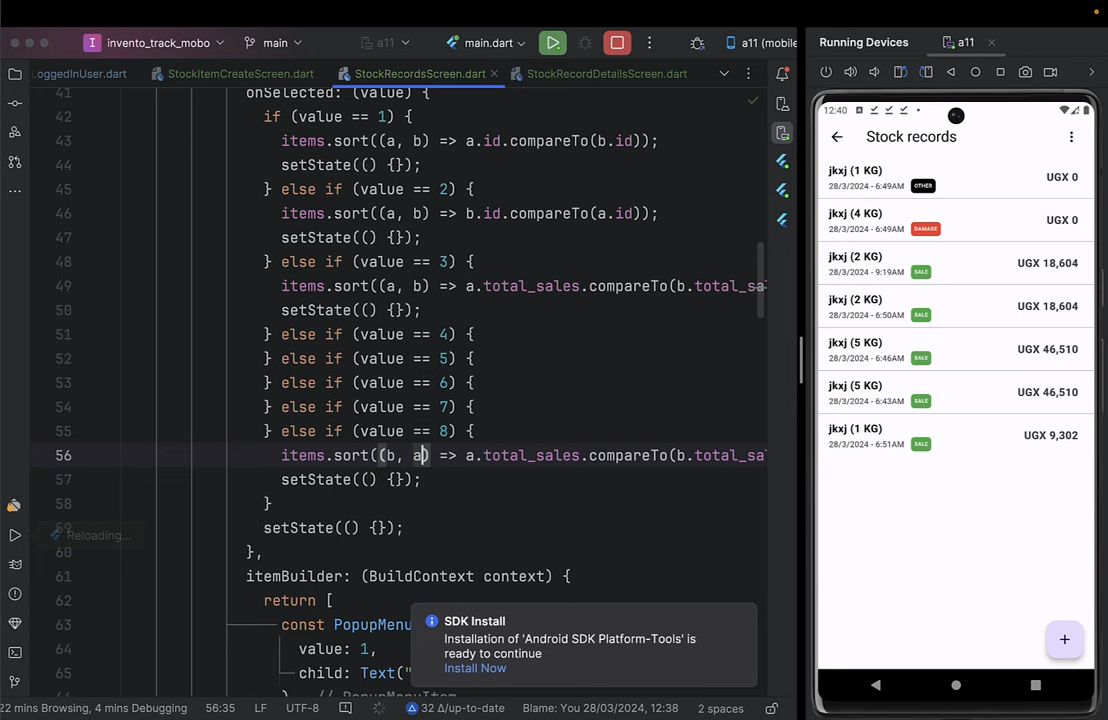 invento_track_mobo
main
a11
main.dart
a11 (mobile
LoggedInUser.dart
StockItemCreateScreen.dart
StockRecordsScreen.dart
StockRecordDetailsScreen.dart
41 onSelected: (value) {
42 if (value == 1) {
43 items.sort((a, b) => a.id.compareTo(b.id));
44 setState(() {});
45 } else if (value == 2) {
46 items.sort((a, b) => b.id.compareTo(a.id));
47 setState(() {});
48 } else if (value == 3) {
49 items.sort((a, b) => a.total_sales.compareTo(b.total_sa
50 setState(() {});
51 } else if (value == 4) {
52 } else if (value == 5) {
53 } else if (value == 6) {
54 } else if (value == 7) {
55 } else if (value == 8) {
56 items.sort((b, a) => a.total_sales.compareTo(b.total_sa
57 setState(() {});
58 }
59 setState(() {});
60 },
61 itemBuilder: (BuildContext context) {
62 return [
63 const PopupMenu
64 value: 1,
65 child: Text("
) // PopupMenuItem
Reloading...
SDK Install
Installation of 'Android SDK Platform-Tools' is
ready to continue
Install Now
22 mins Browsing, 4 mins Debugging
56:35
LF
UTF-8
32 Δ/up-to-date
Blame: You 28/03/2024, 12:38
2 spaces
Running Devices
a11
12:40
Stock records
jkxj (1 KG)
28/3/2024 - 6:49AM OTHER
UGX 0
jkxj (4 KG)
28/3/2024 - 6:49AM DAMAGE
UGX 0
jkxj (2 KG)
28/3/2024 - 9:19AM SALE
UGX 18,604
jkxj (2 KG)
28/3/2024 - 6:50AM SALE
UGX 18,604
jkxj (5 KG)
28/3/2024 - 6:46AM SALE
UGX 46,510
jkxj (5 KG)
28/3/2024 - 6:43AM SALE
UGX 46,510
jkxj (1 KG)
28/3/2024 - 6:51AM SALE
UGX 9,302